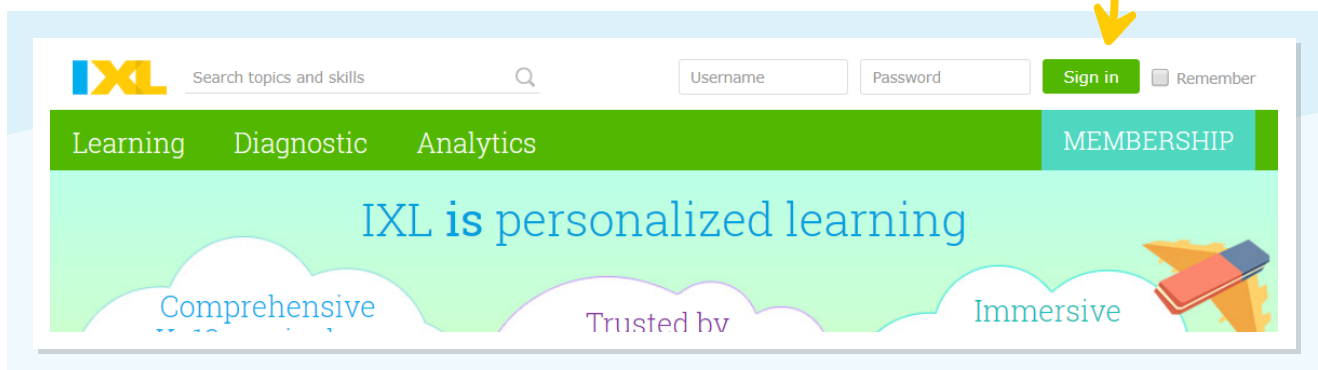 IXL Search topics and skills Username Password Sign in Remember
Learning Diagnostic Analytics MEMBERSHIP
IXL is personalized learning
Comprehensive
Trusted by
Immersive